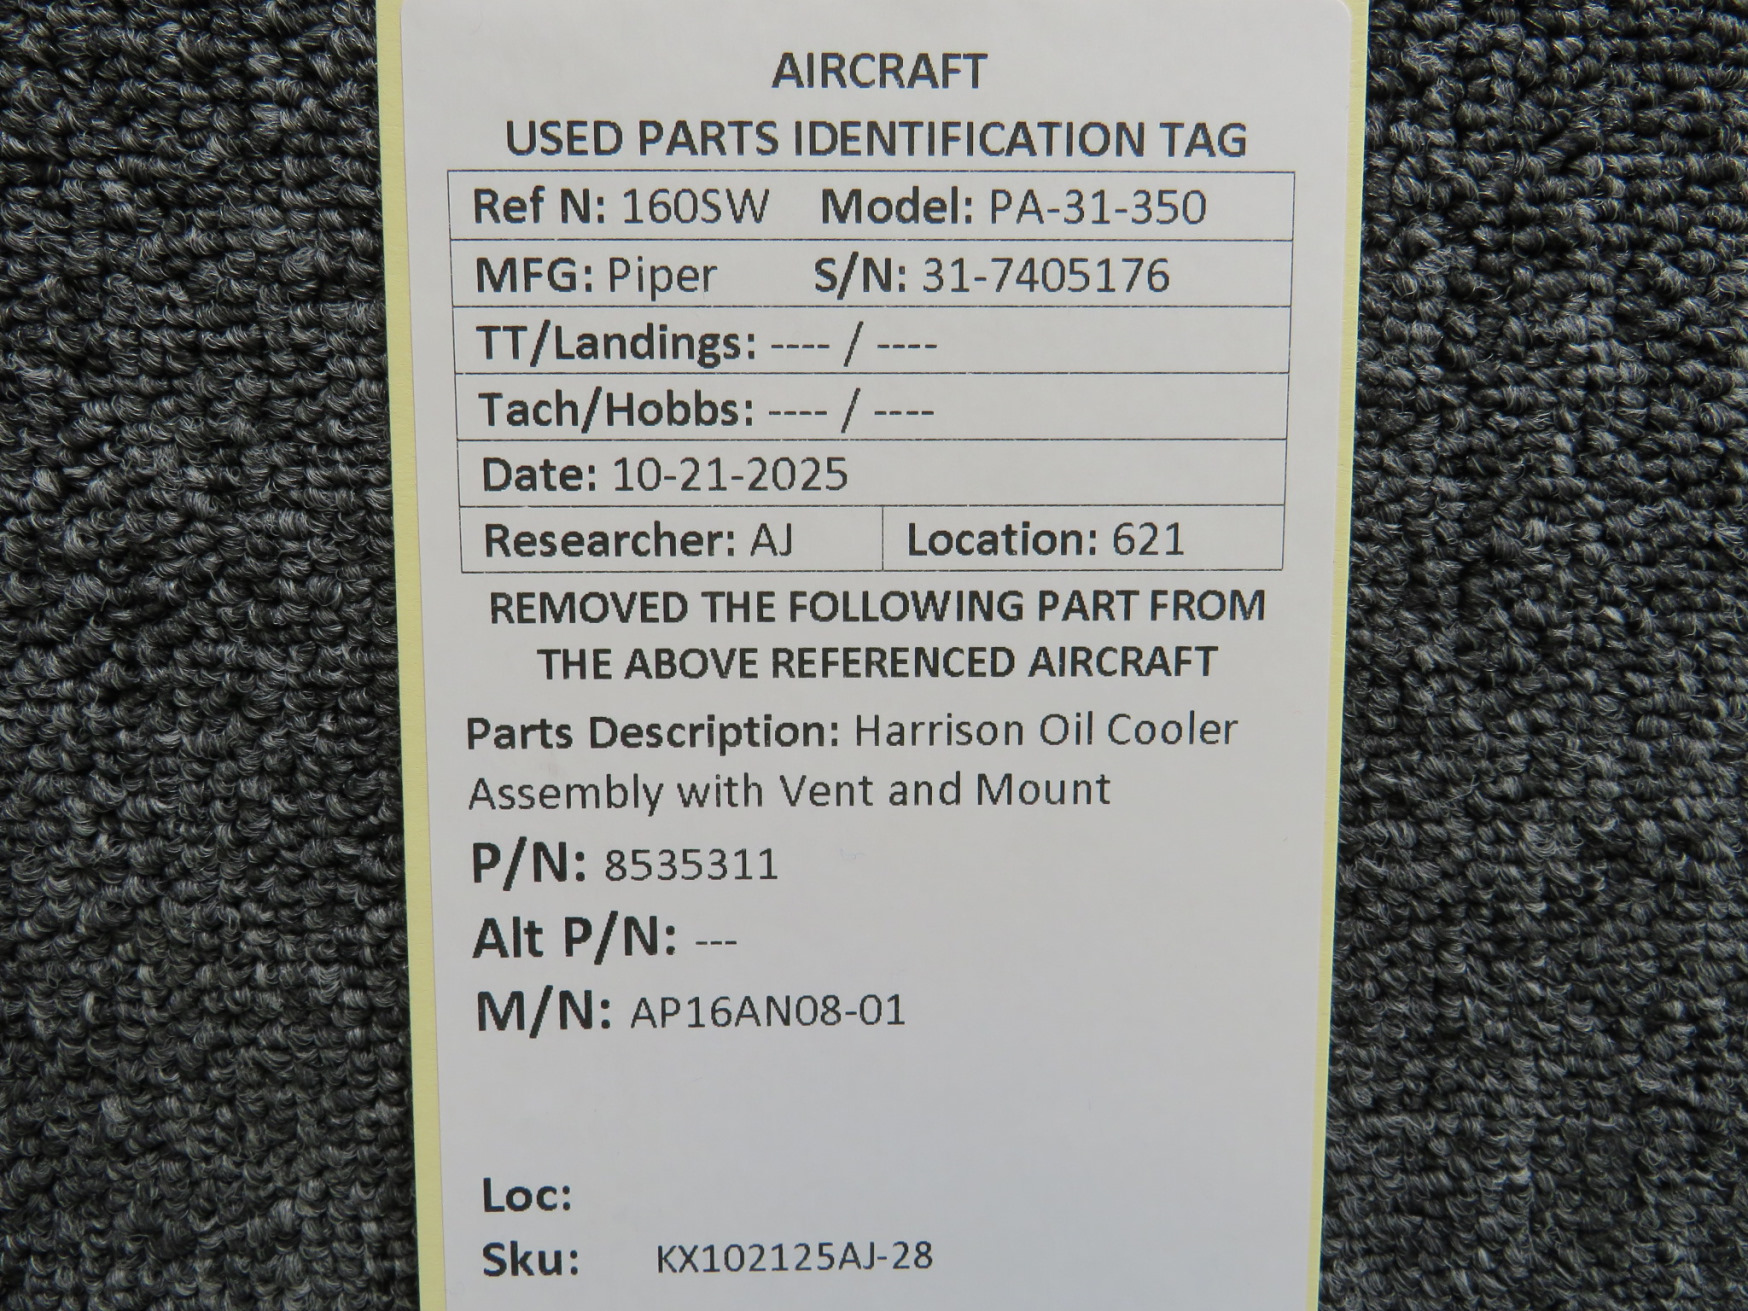 AIRCRAFT
USED PARTS IDENTIFICATION TAG
Ref N: 160SW Model: PA-31-350
MFG: Piper S/N: 31-7405176
TT/Landings: ---- / ----
Tach/Hobbs: ---- / ----
Date: 10-21-2025
Researcher: AJ Location: 621
REMOVED THE FOLLOWING PART FROM
THE ABOVE REFERENCED AIRCRAFT
Parts Description: Harrison Oil Cooler
Assembly with Vent and Mount
P/N: 8535311
Alt P/N: ---
M/N: AP16AN08-01
Loc:
Sku: KX102125AJ-28